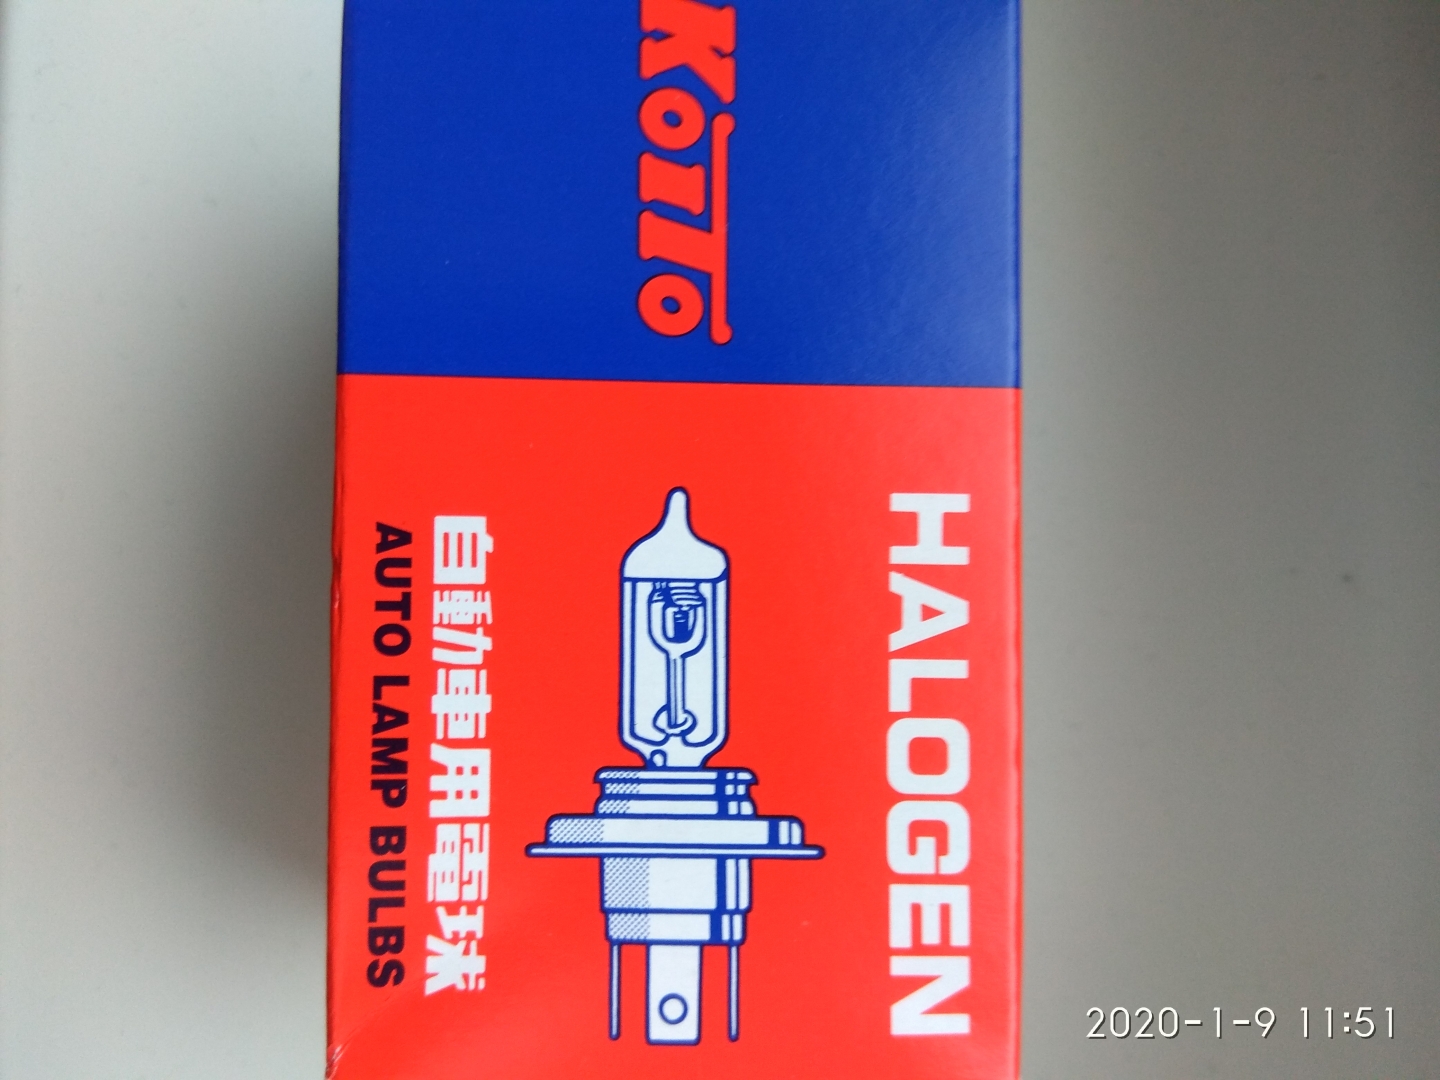 KOITO
HALOGEN
自動車用電球
AUTO LAMP BULBS
2020-1-9 11:51